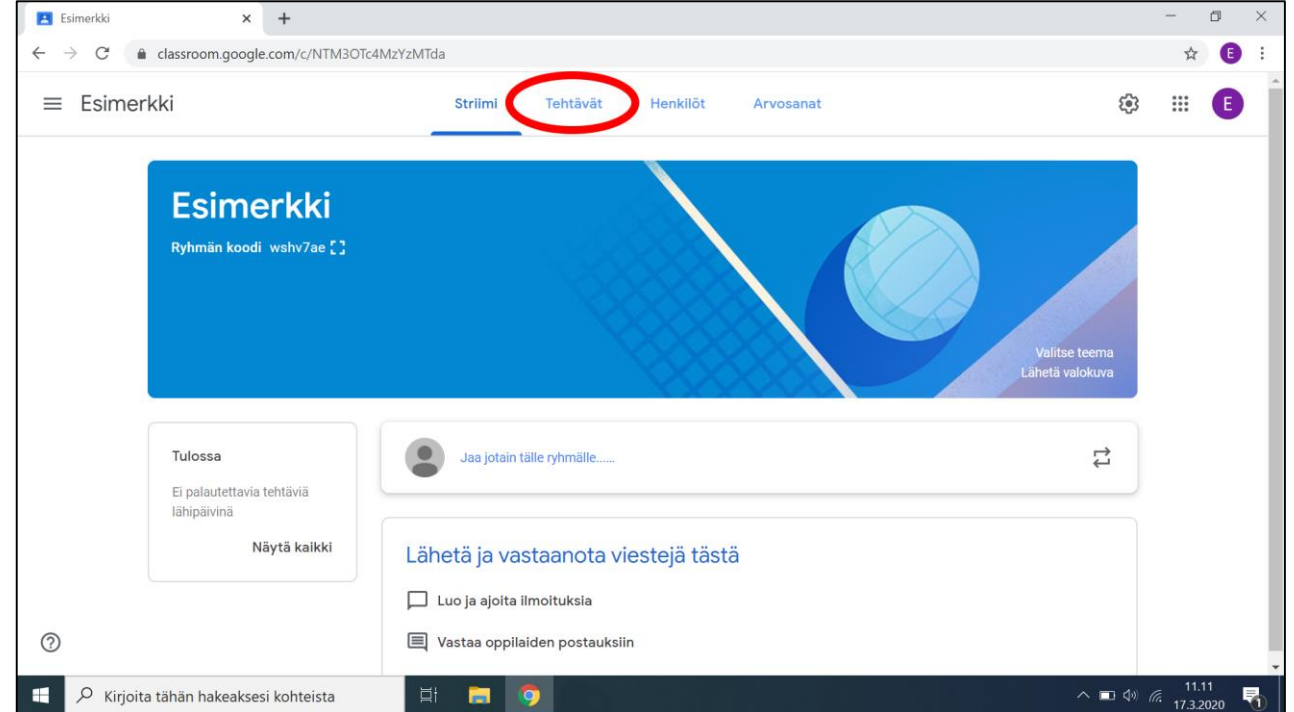 Esimerkki
classroom.google.com/c/NTM3OTc4MzYzMTda
E
Esimerkki
Striimi Tehtävät Henkilöt Arvosanat
E
Esimerkki
Ryhmän koodi wshv7ae
Valitse teema
Lähetä valokuva
Tulossa
Ei palautettavia tehtäviä
lähipäivinä
Näytä kaikki
Jaa jotain tälle ryhmälle......
Lähetä ja vastaanota viestejä tästä
Luo ja ajoita ilmoituksia
Vastaa oppilaiden postauksiin
Kirjoita tähän hakeaksesi kohteista
11.11
17.3.2020
1